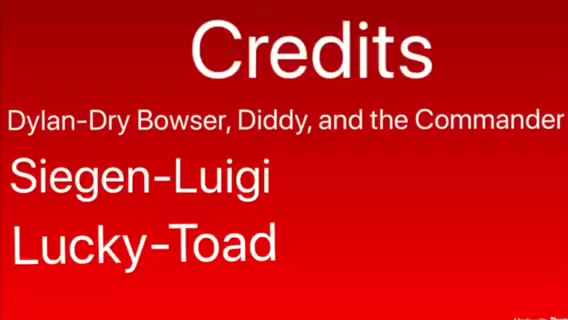 Credits
Dylan-Dry Bowser, Diddy, and the Commander
Siegen-Luigi
Lucky-Toad